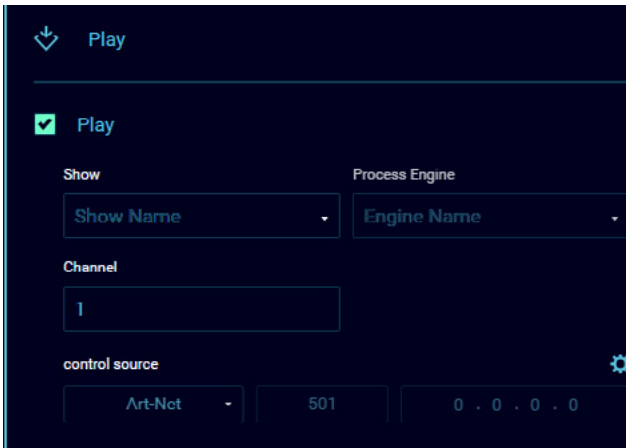 Play
Play
Show Process Engine
Show Name Engine Name
Channel
1
control source
Art-Net 501 0 . 0 . 0 . 0